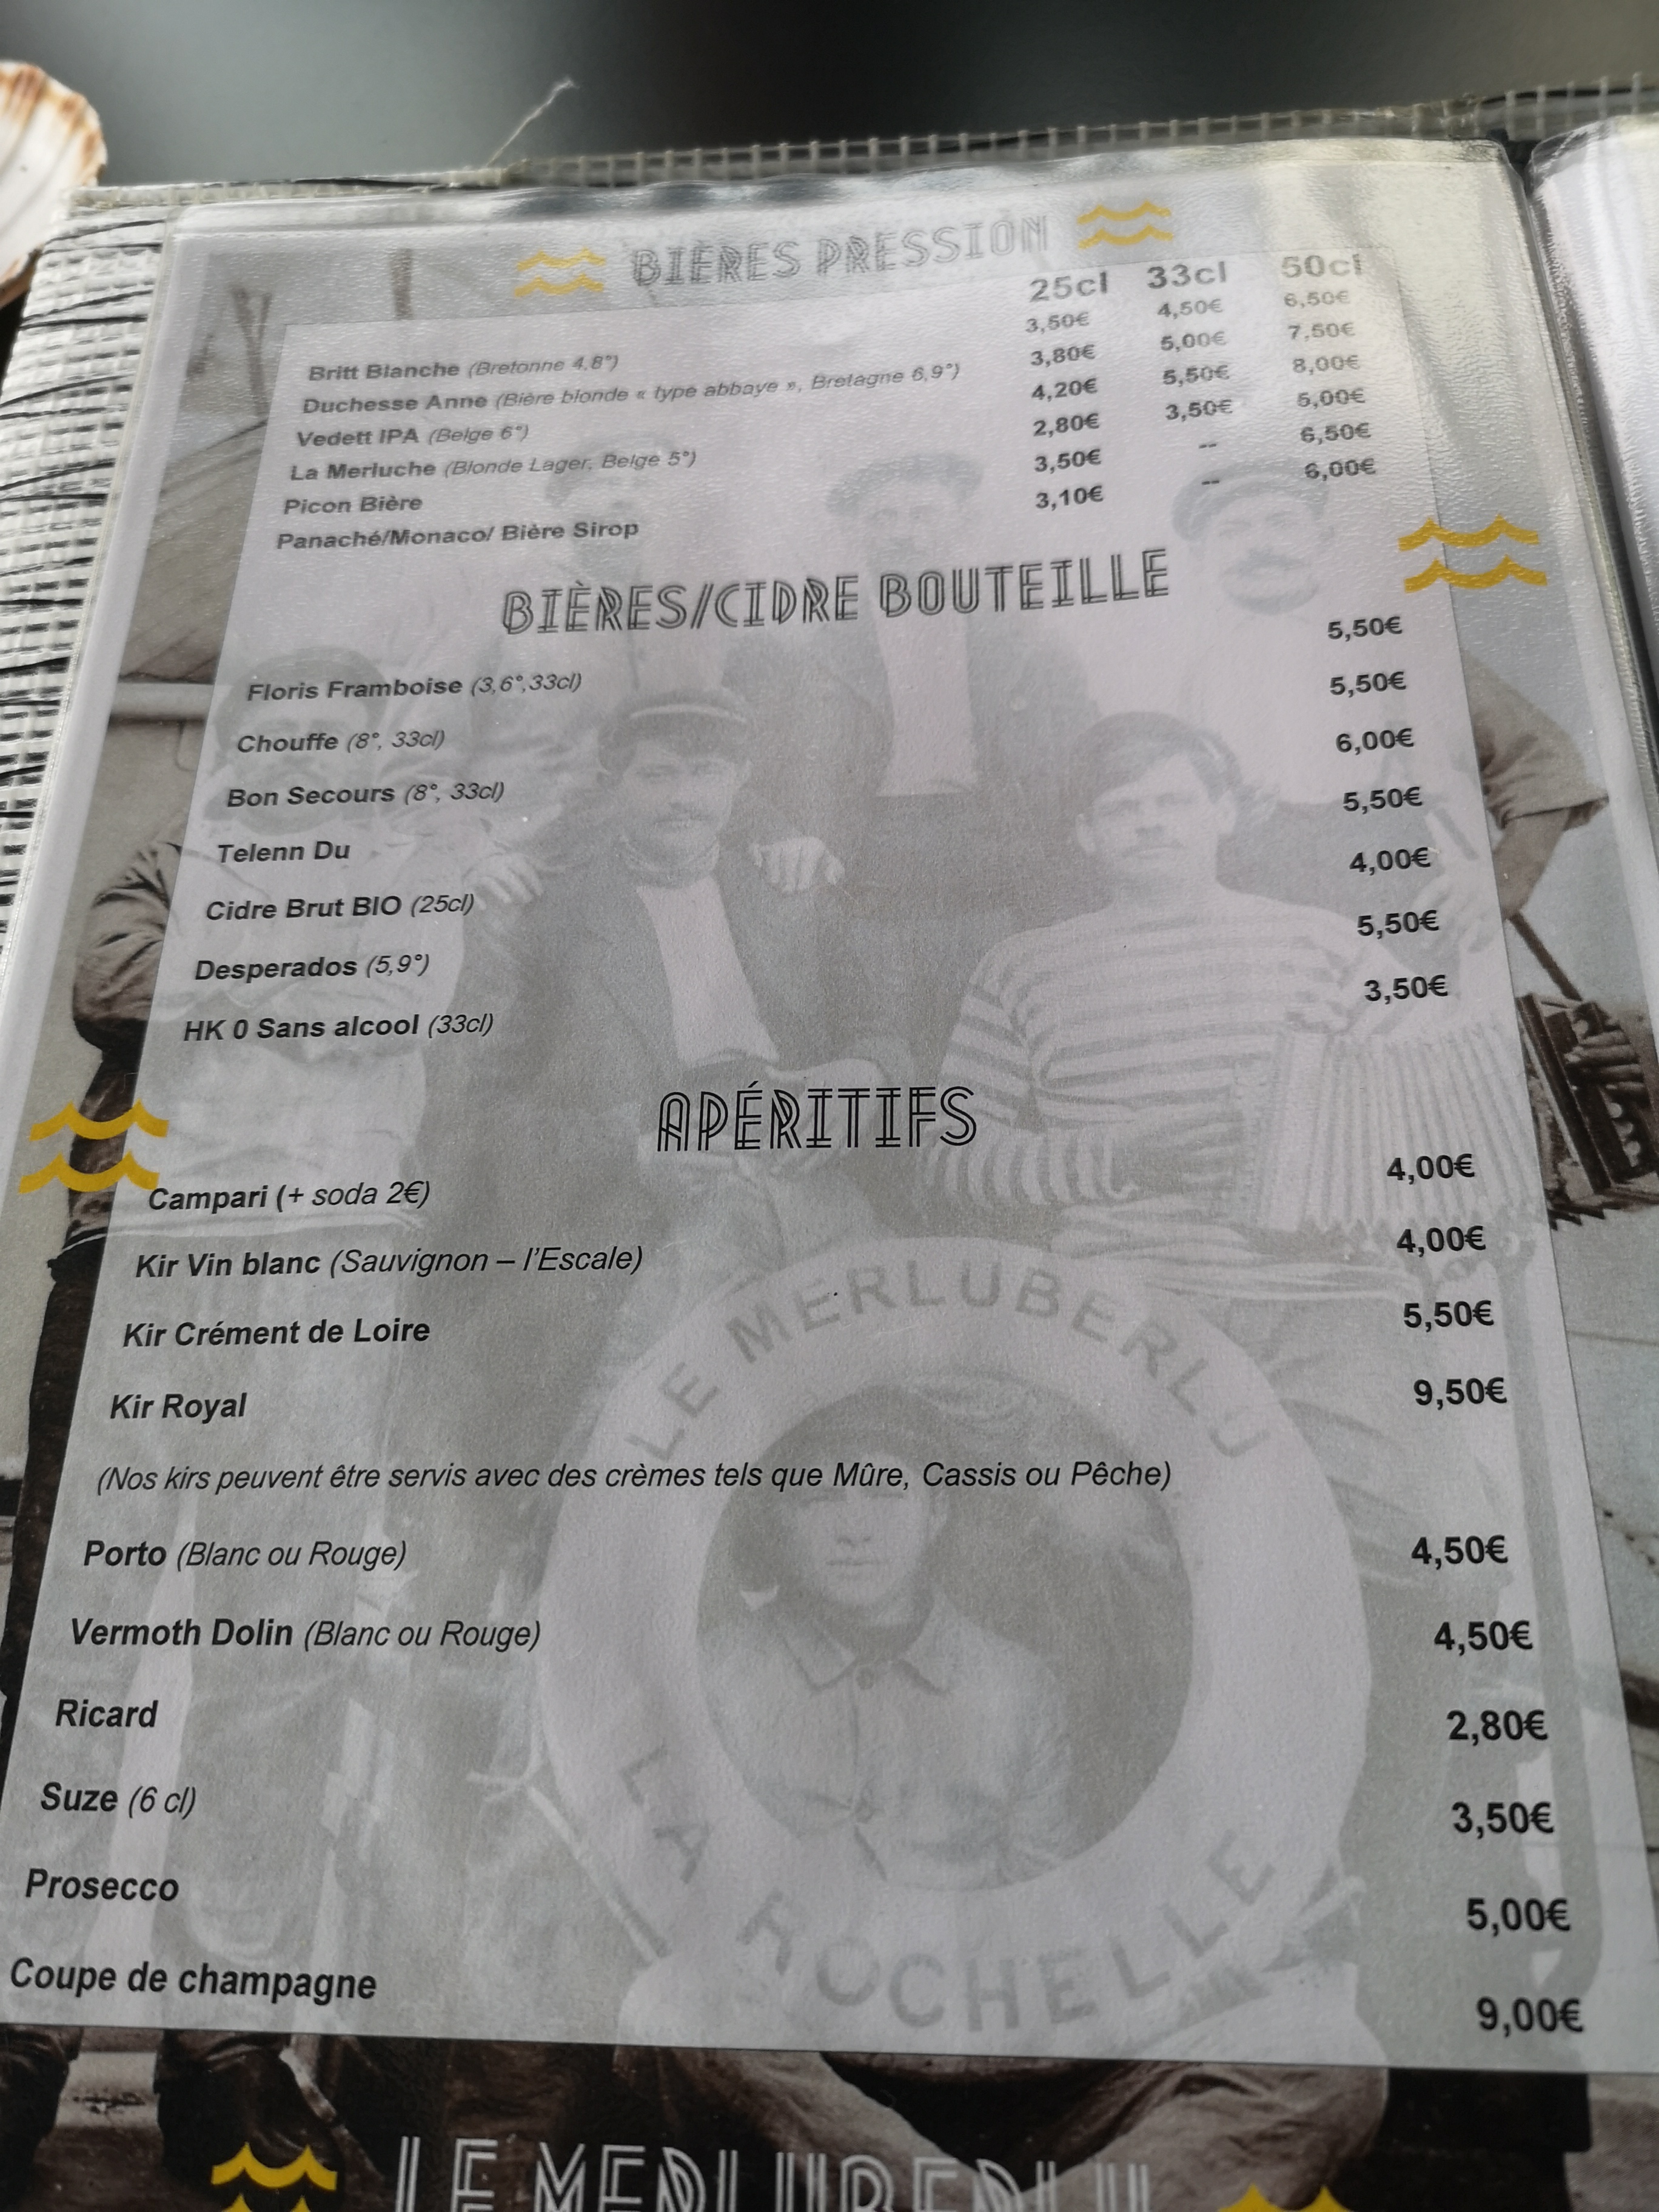 BIÈRES PRESSION
25cl 33cl 50cl
Britt Blanche (Bretonne 4,8°) 3,50€ 4,50€ 6,50€
Duchesse Anne (Bière blonde « type abbaye », Bretagne 6,9°) 3,80€ 5,00€ 7,50€
Vedett IPA (Belge 6°) 4,20€ 5,50€ 8,00€
La Merluche (Blonde Lager, Belge 5°) 2,80€ 3,50€ 5,00€
Picon Bière 3,50€ -- 6,50€
Panaché/Monaco/ Bière Sirop 3,10€ -- 6,00€
BIÈRES/CIDRE BOUTEILLE
Floris Framboise (3,6°,33cl) 5,50€
Chouffe (8°, 33cl) 5,50€
Bon Secours (8°, 33cl) 6,00€
Telenn Du 5,50€
Cidre Brut BIO (25cl) 4,00€
Desperados (5,9°) 5,50€
HK 0 Sans alcool (33cl) 3,50€
APÉRITIFS
Campari (+ soda 2€) 4,00€
Kir Vin blanc (Sauvignon – l'Escale) 4,00€
Kir Crément de Loire 5,50€
Kir Royal 9,50€
(Nos kirs peuvent être servis avec des crèmes tels que Mûre, Cassis ou Pêche)
Porto (Blanc ou Rouge) 4,50€
Vermoth Dolin (Blanc ou Rouge) 4,50€
Ricard 2,80€
Suze (6 cl) 3,50€
Prosecco 5,00€
Coupe de champagne 9,00€
LE MERLUBERLU
LA ROCHELLE
LE MERLUBERLU